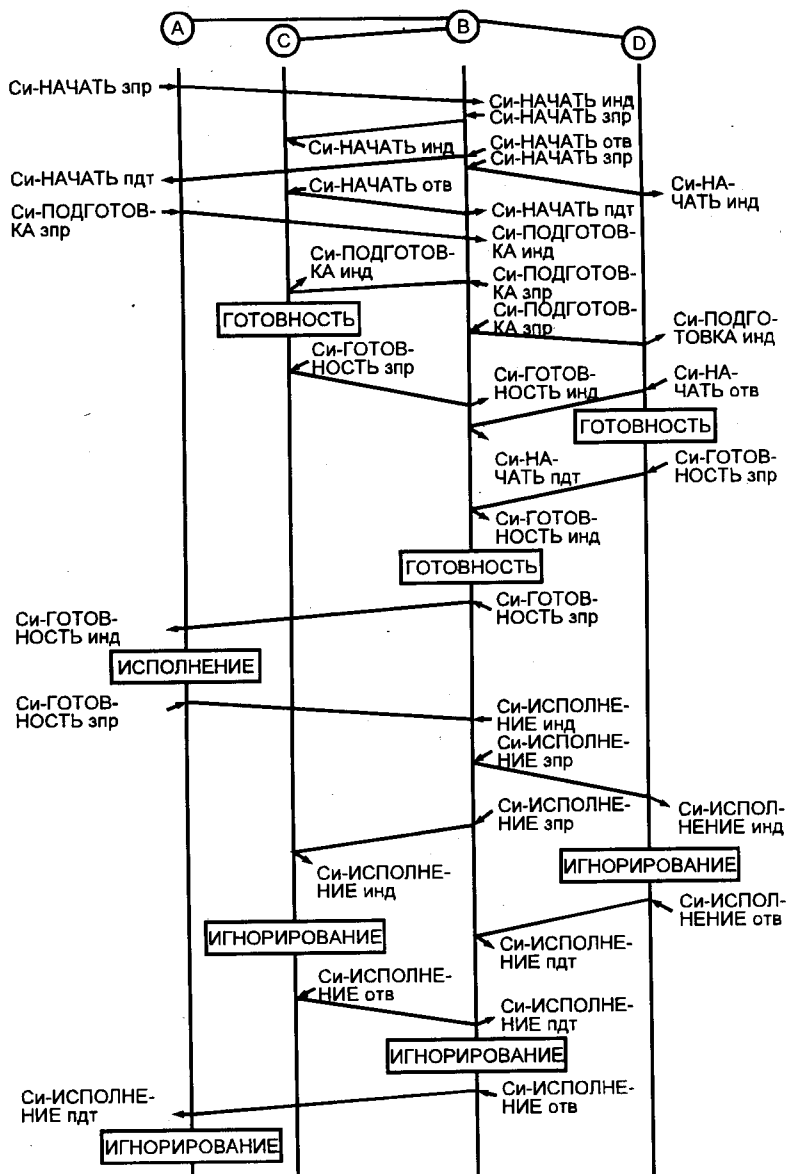 A
C
B
D
Си-НАЧАТЬ зпр
Си-НАЧАТЬ инд
Си-НАЧАТЬ зпр
Си-НАЧАТЬ инд
Си-НАЧАТЬ отв
Си-НАЧАТЬ зпр
Си-НАЧАТЬ пдт
Си-НАЧАТЬ отв
Си-НА-
ЧАТЬ инд
Си-НАЧАТЬ пдт
Си-ПОДГОТОВ-
КА зпр
Си-ПОДГОТОВ-
КА инд
Си-ПОДГОТОВ-
КА инд
Си-ПОДГОТОВ-
КА зпр
ГОТОВНОСТЬ
Си-ПОДГОТОВ-
КА зпр
Си-ПОДГО-
ТОВКА инд
Си-ГОТОВ-
НОСТЬ зпр
Си-ГОТОВ-
НОСТЬ инд
Си-НА-
ЧАТЬ отв
ГОТОВНОСТЬ
Си-НА-
ЧАТЬ пдт
Си-ГОТОВ-
НОСТЬ зпр
Си-ГОТОВ-
НОСТЬ инд
ГОТОВНОСТЬ
Си-ГОТОВ-
НОСТЬ зпр
Си-ГОТОВ-
НОСТЬ инд
ИСПОЛНЕНИЕ
Си-ГОТОВ-
НОСТЬ зпр
Си-ИСПОЛНЕ-
НИЕ инд
Си-ИСПОЛНЕ-
НИЕ зпр
Си-ИСПОЛНЕ-
НИЕ зпр
Си-ИСПОЛ-
НЕНИЕ инд
Си-ИСПОЛНЕ-
НИЕ инд
ИГНОРИРОВАНИЕ
Си-ИСПОЛ-
НЕНИЕ отв
ИГНОРИРОВАНИЕ
Си-ИСПОЛНЕ-
НИЕ пдт
Си-ИСПОЛНЕ-
НИЕ отв
Си-ИСПОЛНЕ-
НИЕ пдт
ИГНОРИРОВАНИЕ
Си-ИСПОЛНЕ-
НИЕ отв
Си-ИСПОЛНЕ-
НИЕ пдт
ИГНОРИРОВАНИЕ